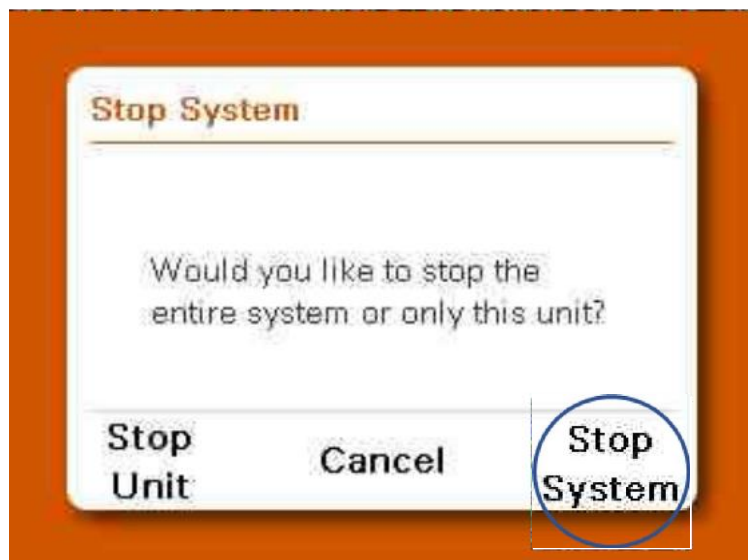 Stop System
Would you like to stop the
entire system or only this unit?
Stop
Unit
Cancel
Stop
System